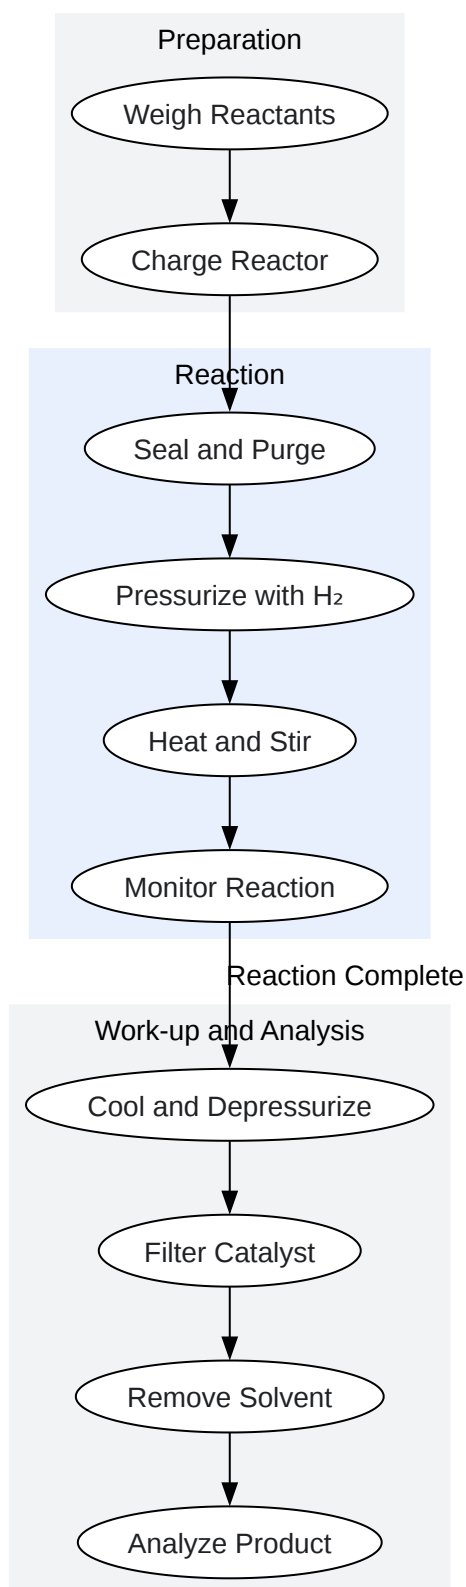 Preparation
Weigh Reactants
Charge Reactor
Reaction
Seal and Purge
Pressurize with H₂
Heat and Stir
Monitor Reaction
Reaction Complete
Work-up and Analysis
Cool and Depressurize
Filter Catalyst
Remove Solvent
Analyze Product